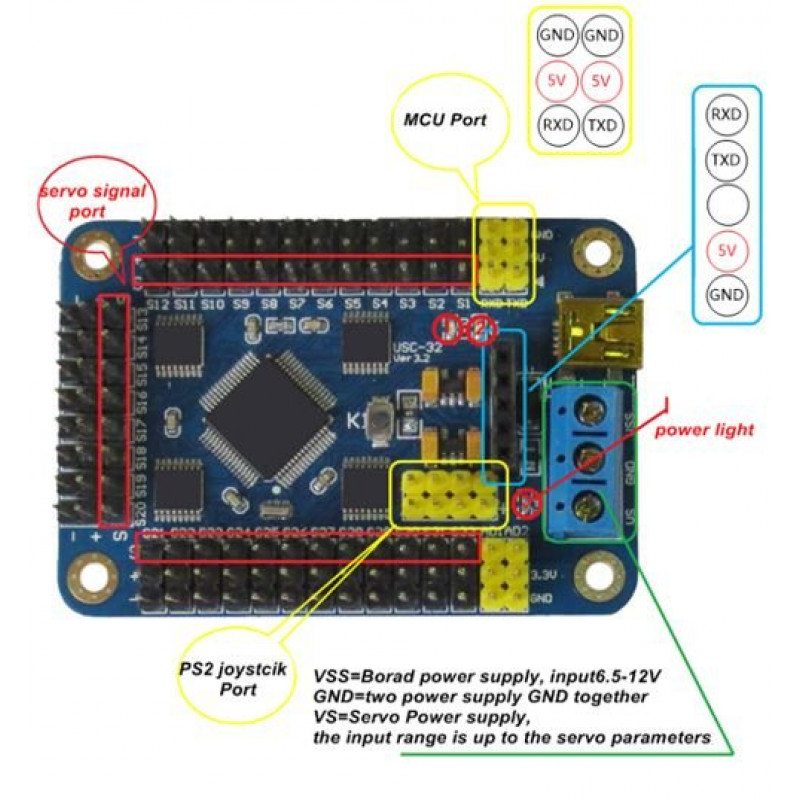 GND GND
5V 5V
RXD TXD
MCU Port
RXD
TXD
5V
GND
servo signal
port
GND
5V
S12 S11 S10 S9 S8 S7 S6 S5 S4 S3 S2 S1 RXD TXD
S13
S14
S15
S16
S17
S18
S19
S20
- + S
1 2
USC-32
Ver 3.2
K1
VSS
GND
VS
power light
S21 S22 S23 S24 S25 S26 S27 S28 S29 AD1 AD2
3.3V
GND
PS2 joystcik
Port
VSS=Borad power supply, input6.5-12V
GND=two power supply GND together
VS=Servo Power supply,
the input range is up to the servo parameters